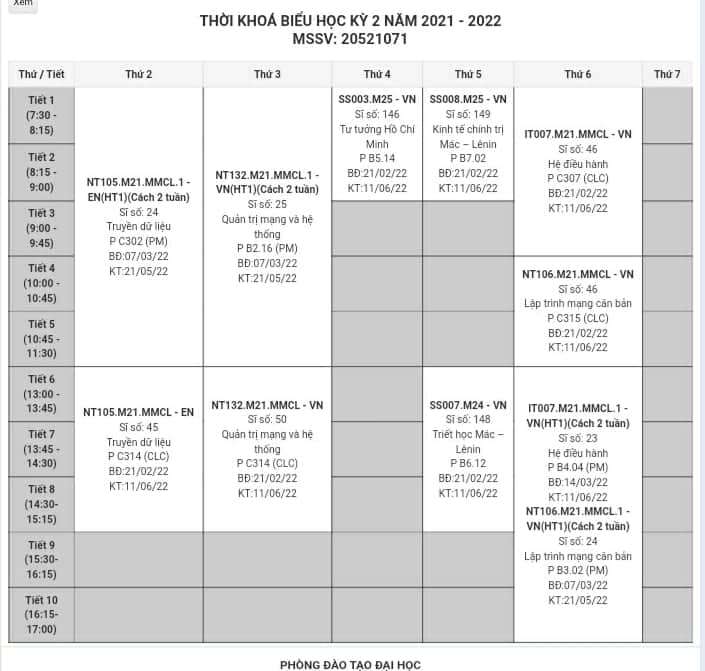 Xem
THỜI KHOÁ BIỂU HỌC KỲ 2 NĂM 2021 - 2022
MSSV: 20521071
Thứ / Tiết
Thứ 2
Thứ 3
Thứ 4
Thứ 5
Thứ 6
Thứ 7
Tiết 1
(7:30 -
8:15)
NT105.M21.MMCL.1 -
EN(HT1)(Cách 2 tuần)
Sĩ số: 24
Truyền dữ liệu
P C302 (PM)
BĐ:07/03/22
KT:21/05/22
NT132.M21.MMCL.1 -
VN(HT1)(Cách 2 tuần)
Sĩ số: 25
Quản trị mạng và hệ
thống
P B2.16 (PM)
BĐ:07/03/22
KT:21/05/22
SS003.M25 - VN
Sĩ số: 146
Tư tưởng Hồ Chí
Minh
P B5.14
BĐ:21/02/22
KT:11/06/22
SS008.M25 - VN
Sĩ số: 149
Kinh tế chính trị
Mác – Lênin
P B7.02
BĐ:21/02/22
KT:11/06/22
IT007.M21.MMCL - VN
Sĩ số: 46
Hệ điều hành
P C307 (CLC)
BĐ:21/02/22
KT:11/06/22
Tiết 2
(8:15 -
9:00)
Tiết 3
(9:00 -
9:45)
Tiết 4
(10:00 -
10:45)
NT106.M21.MMCL - VN
Sĩ số: 46
Lập trình mạng căn bản
P C315 (CLC)
BĐ:21/02/22
KT:11/06/22
Tiết 5
(10:45 -
11:30)
Tiết 6
(13:00 -
13:45)
NT105.M21.MMCL - EN
Sĩ số: 45
Truyền dữ liệu
P C314 (CLC)
BĐ:21/02/22
KT:11/06/22
NT132.M21.MMCL - VN
Sĩ số: 50
Quản trị mạng và hệ
thống
P C314 (CLC)
BĐ:21/02/22
KT:11/06/22
SS007.M24 - VN
Sĩ số: 148
Triết học Mác –
Lênin
P B6.12
BĐ:21/02/22
KT:11/06/22
IT007.M21.MMCL.1 -
VN(HT1)(Cách 2 tuần)
Sĩ số: 23
Hệ điều hành
P B4.04 (PM)
BĐ:14/03/22
KT:11/06/22
NT106.M21.MMCL.1 -
VN(HT1)(Cách 2 tuần)
Sĩ số: 24
Lập trình mạng căn bản
P B3.02 (PM)
BĐ:07/03/22
KT:21/05/22
Tiết 7
(13:45 -
14:30)
Tiết 8
(14:30-
15:15)
Tiết 9
(15:30-
16:15)
Tiết 10
(16:15-
17:00)
PHÒNG ĐÀO TẠO ĐẠI HỌC